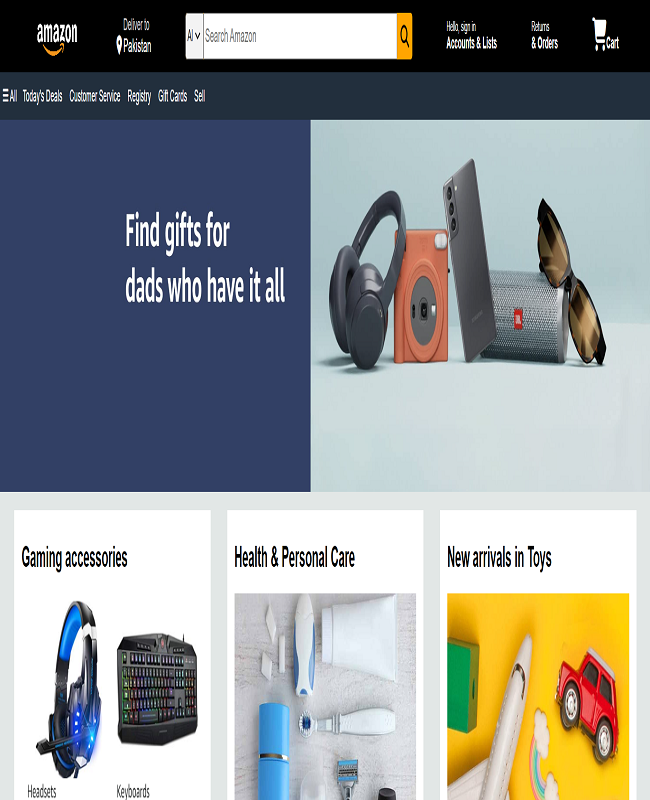 amazon
Deliver to
Pakistan
All
Search Amazon
Hello, sign in
Accounts & Lists
Returns
& Orders
Cart
All Today's Deals Customer Service Registry Gift Cards Sell
Find gifts for
dads who have it all
JBL
Gaming accessories
Health & Personal Care
New arrivals in Toys
Headsets
Keyboards